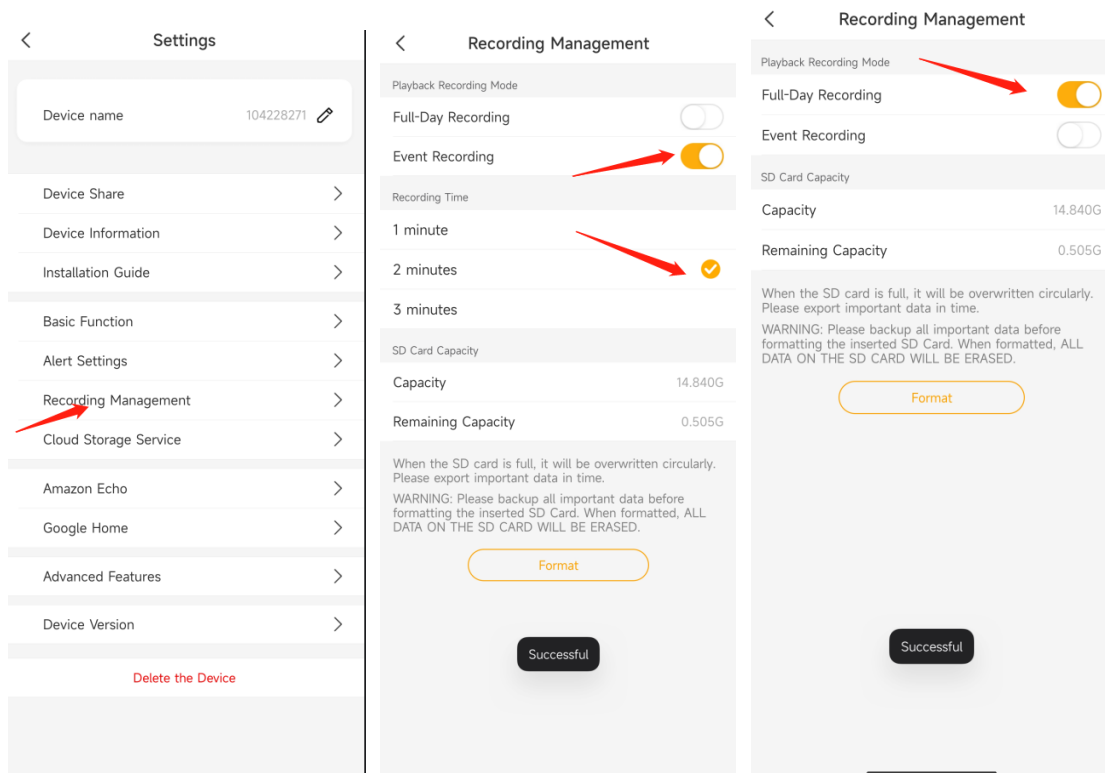 Settings
Device name 104228271
Device Share
Device Information
Installation Guide
Basic Function
Alert Settings
Recording Management
Cloud Storage Service
Amazon Echo
Google Home
Advanced Features
Device Version
Delete the Device
Recording Management
Playback Recording Mode
Full-Day Recording
Event Recording
Recording Time
1 minute
2 minutes
3 minutes
SD Card Capacity
Capacity 14.840G
Remaining Capacity 0.505G
When the SD card is full, it will be overwritten circularly.
Please export important data in time.
WARNING: Please backup all important data before
formatting the inserted SD Card. When formatted, ALL
DATA ON THE SD CARD WILL BE ERASED.
Format
Successful
Recording Management
Playback Recording Mode
Full-Day Recording
Event Recording
SD Card Capacity
Capacity 14.840G
Remaining Capacity 0.505G
When the SD card is full, it will be overwritten circularly.
Please export important data in time.
WARNING: Please backup all important data before
formatting the inserted SD Card. When formatted, ALL
DATA ON THE SD CARD WILL BE ERASED.
Format
Successful